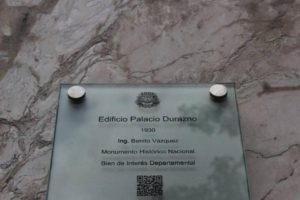 Edificio Palacio Durazno
1930
Ing. Benito Vázquez
Monumento Histórico Nacional
Bien de Interés Departamental